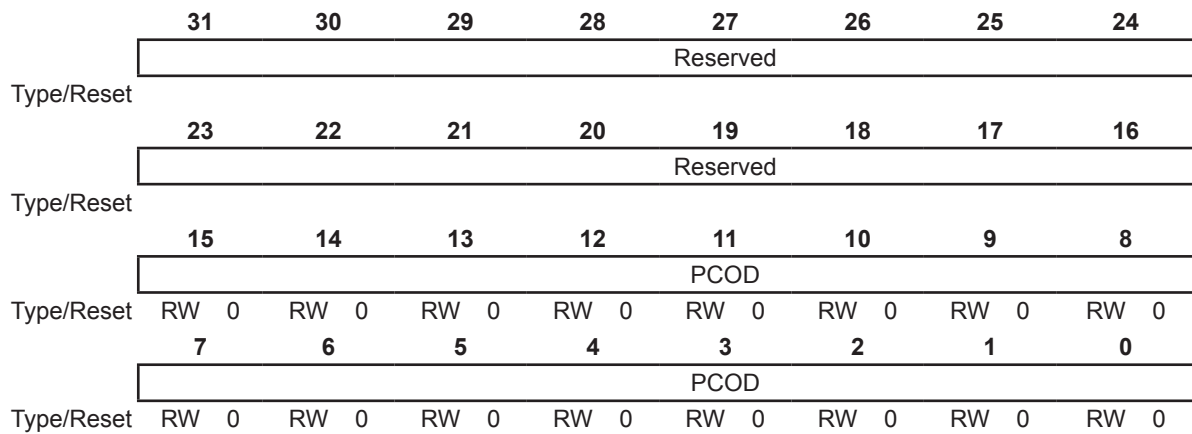 31 30 29 28 27 26 25 24
Reserved
Type/Reset
23 22 21 20 19 18 17 16
Reserved
Type/Reset
15 14 13 12 11 10 9 8
PCOD
Type/Reset RW 0 RW 0 RW 0 RW 0 RW 0 RW 0 RW 0 RW 0
7 6 5 4 3 2 1 0
PCOD
Type/Reset RW 0 RW 0 RW 0 RW 0 RW 0 RW 0 RW 0 RW 0